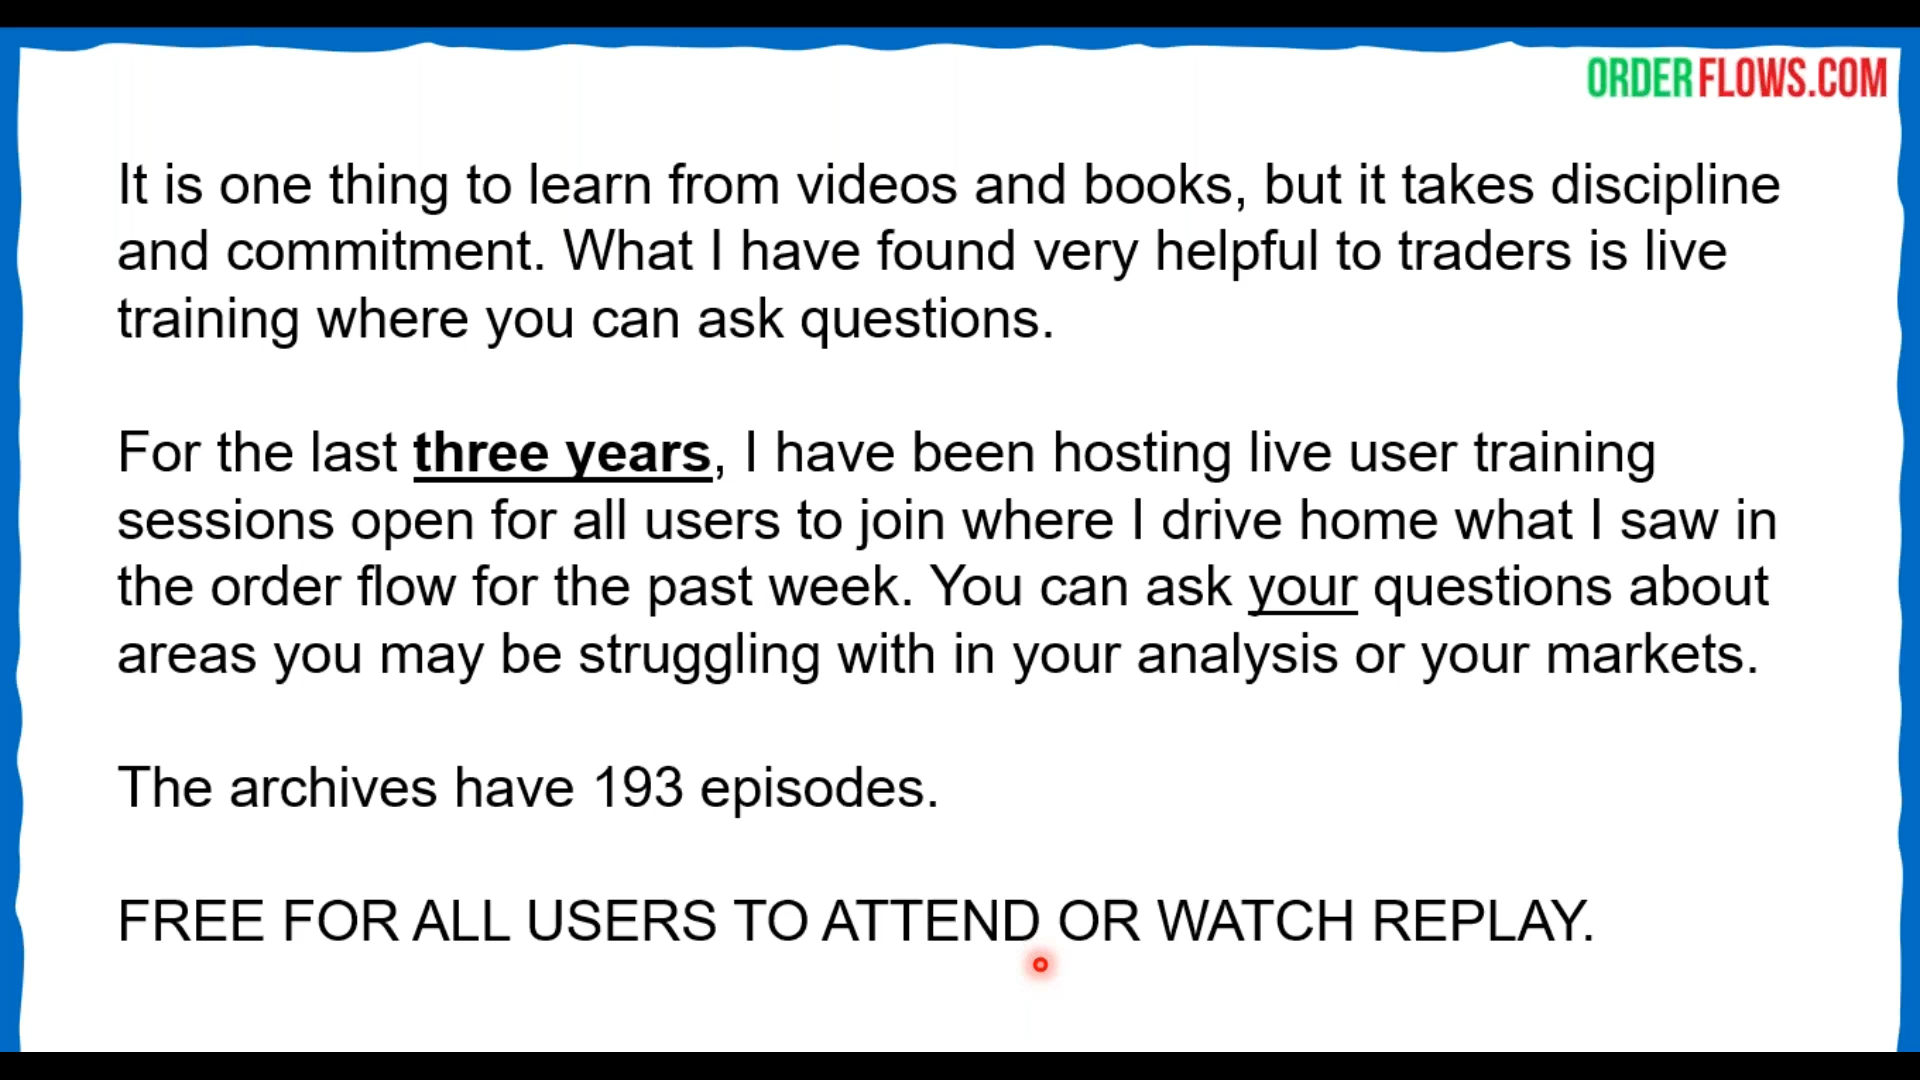 ORDERFLOWS.COM
It is one thing to learn from videos and books, but it takes discipline
and commitment. What I have found very helpful to traders is live
training where you can ask questions.
For the last three years, I have been hosting live user training
sessions open for all users to join where I drive home what I saw in
the order flow for the past week. You can ask your questions about
areas you may be struggling with in your analysis or your markets.
The archives have 193 episodes.
FREE FOR ALL USERS TO ATTEND OR WATCH REPLAY.